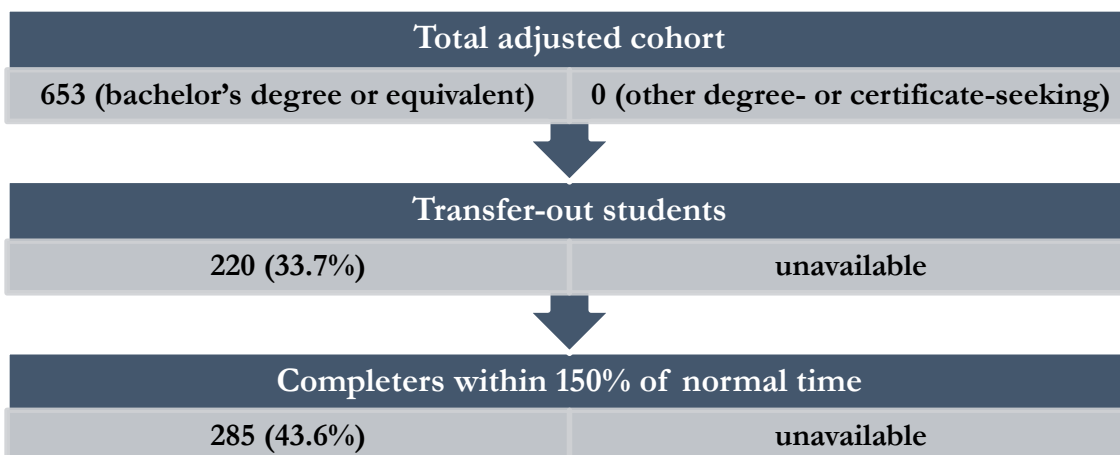 Total adjusted cohort
653 (bachelor’s degree or equivalent) 0 (other degree- or certificate-seeking)
Transfer-out students
220 (33.7%) unavailable
Completers within 150% of normal time
285 (43.6%) unavailable